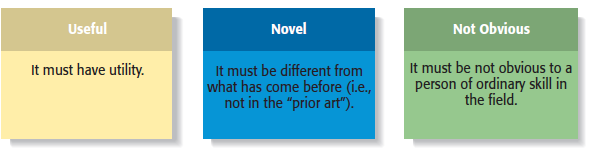 Useful
It must have utility.
Novel
It must be different from
what has come before (i.e.,
not in the “prior art”).
Not Obvious
It must be not obvious to a
person of ordinary skill in
the field.